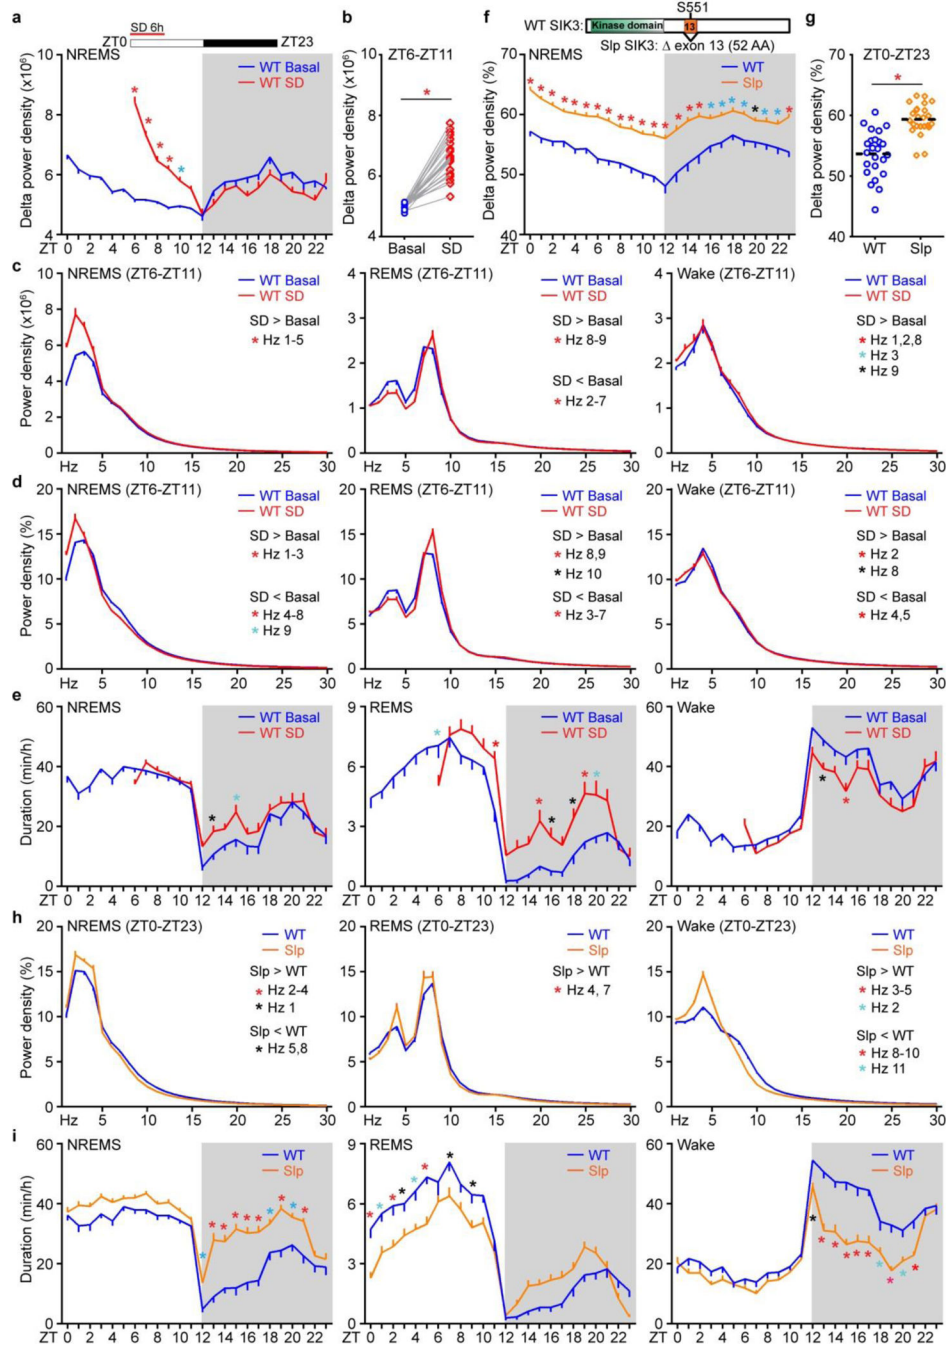 a
SD 6h
ZT0
ZT23
Delta power density (x10⁶)
NREMS
WT Basal
WT SD
10
8
6
4
ZT 0 2 4 6 8 10 12 14 16 18 20 22
b
ZT6-ZT11
Delta power density (x10⁶)
10
8
6
4
Basal SD
f
S551
WT SIK3:
Kinase domain
13
Slp SIK3: Δ exon 13 (52 AA)
Delta power density (%)
NREMS
WT
Slp
70
60
50
40
ZT 0 2 4 6 8 10 12 14 16 18 20 22
g
ZT0-ZT23
Delta power density (%)
70
60
50
40
WT Slp
c
Power density (x10⁶)
NREMS (ZT6-ZT11)
WT Basal
WT SD
SD > Basal
* Hz 1-5
10
8
6
4
2
0
Hz 5 10 15 20 25 30
REMS (ZT6-ZT11)
WT Basal
WT SD
SD > Basal
* Hz 8-9
SD < Basal
* Hz 2-7
4
3
2
1
0
Hz 5 10 15 20 25 30
Wake (ZT6-ZT11)
WT Basal
WT SD
SD > Basal
* Hz 1,2,8
* Hz 3
* Hz 9
4
3
2
1
0
Hz 5 10 15 20 25 30
d
Power density (%)
NREMS (ZT6-ZT11)
WT Basal
WT SD
SD > Basal
* Hz 1-3
SD < Basal
* Hz 4-8
* Hz 9
20
15
10
5
0
Hz 5 10 15 20 25 30
REMS (ZT6-ZT11)
WT Basal
WT SD
SD > Basal
* Hz 8,9
* Hz 10
SD < Basal
* Hz 3-7
20
15
10
5
0
Hz 5 10 15 20 25 30
Wake (ZT6-ZT11)
WT Basal
WT SD
SD > Basal
* Hz 2
* Hz 8
SD < Basal
* Hz 4,5
20
15
10
5
0
Hz 5 10 15 20 25 30
e
Duration (min/h)
NREMS
WT Basal
WT SD
60
40
20
0
ZT 0 2 4 6 8 10 12 14 16 18 20 22
REMS
WT Basal
WT SD
9
6
3
0
ZT 0 2 4 6 8 10 12 14 16 18 20 22
Wake
WT Basal
WT SD
60
40
20
0
ZT 0 2 4 6 8 10 12 14 16 18 20 22
h
Power density (%)
NREMS (ZT0-ZT23)
WT
Slp
Slp > WT
* Hz 2-4
* Hz 1
Slp < WT
* Hz 5,8
20
15
10
5
0
Hz 5 10 15 20 25 30
REMS (ZT0-ZT23)
WT
Slp
Slp > WT
* Hz 4, 7
20
15
10
5
0
Hz 5 10 15 20 25 30
Wake (ZT0-ZT23)
WT
Slp
Slp > WT
* Hz 3-5
* Hz 2
Slp < WT
* Hz 8-10
* Hz 11
20
15
10
5
0
Hz 5 10 15 20 25 30
i
Duration (min/h)
NREMS
WT
Slp
60
40
20
0
ZT 0 2 4 6 8 10 12 14 16 18 20 22
REMS
WT
Slp
9
6
3
0
ZT 0 2 4 6 8 10 12 14 16 18 20 22
Wake
WT
Slp
60
40
20
0
ZT 0 2 4 6 8 10 12 14 16 18 20 22